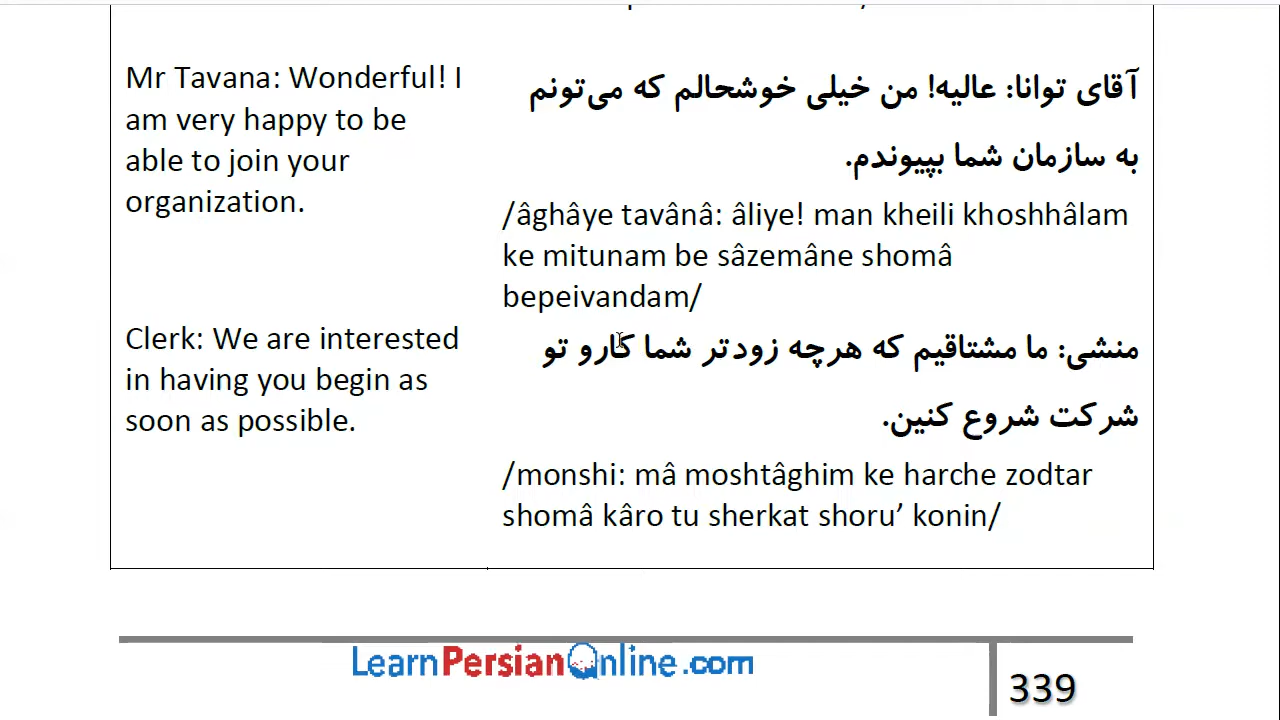 Mr Tavana: Wonderful! I
am very happy to be
able to join your
organization.
آقای توانا: عالیه! من خیلی خوشحالم که می‌تونم
به سازمان شما بپیوندم.
/âghâye tavânâ: âliye! man kheili khoshhâlam
ke mitunam be sâzemâne shomâ
bepeivandam/
Clerk: We are interested
in having you begin as
soon as possible.
منشی: ما مشتاقیم که هرچه زودتر شما کارو تو
شرکت شروع کنین.
/monshi: mâ moshtâghim ke harche zodtar
shomâ kâro tu sherkat shoru’ konin/
LearnPersianOnline.com
339